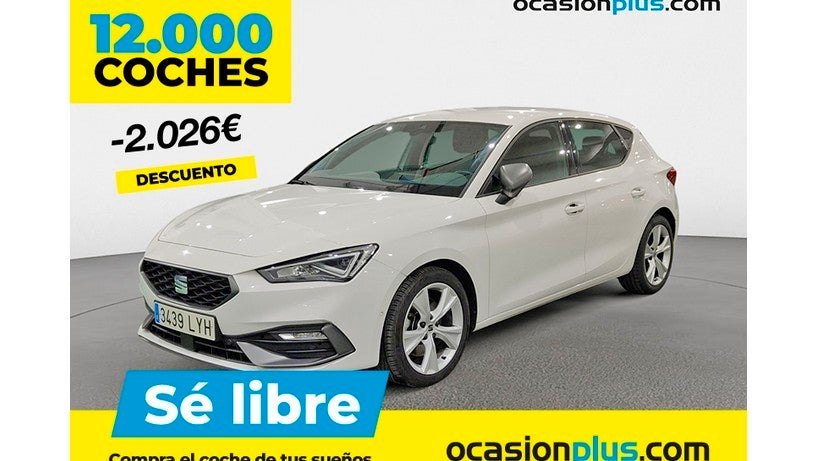 ocasionplus.com
12.000
COCHES
-2.026€
DESCUENTO
3439 LYH
Sé libre
Compra el coche de tus sueños
ocasionplus.com